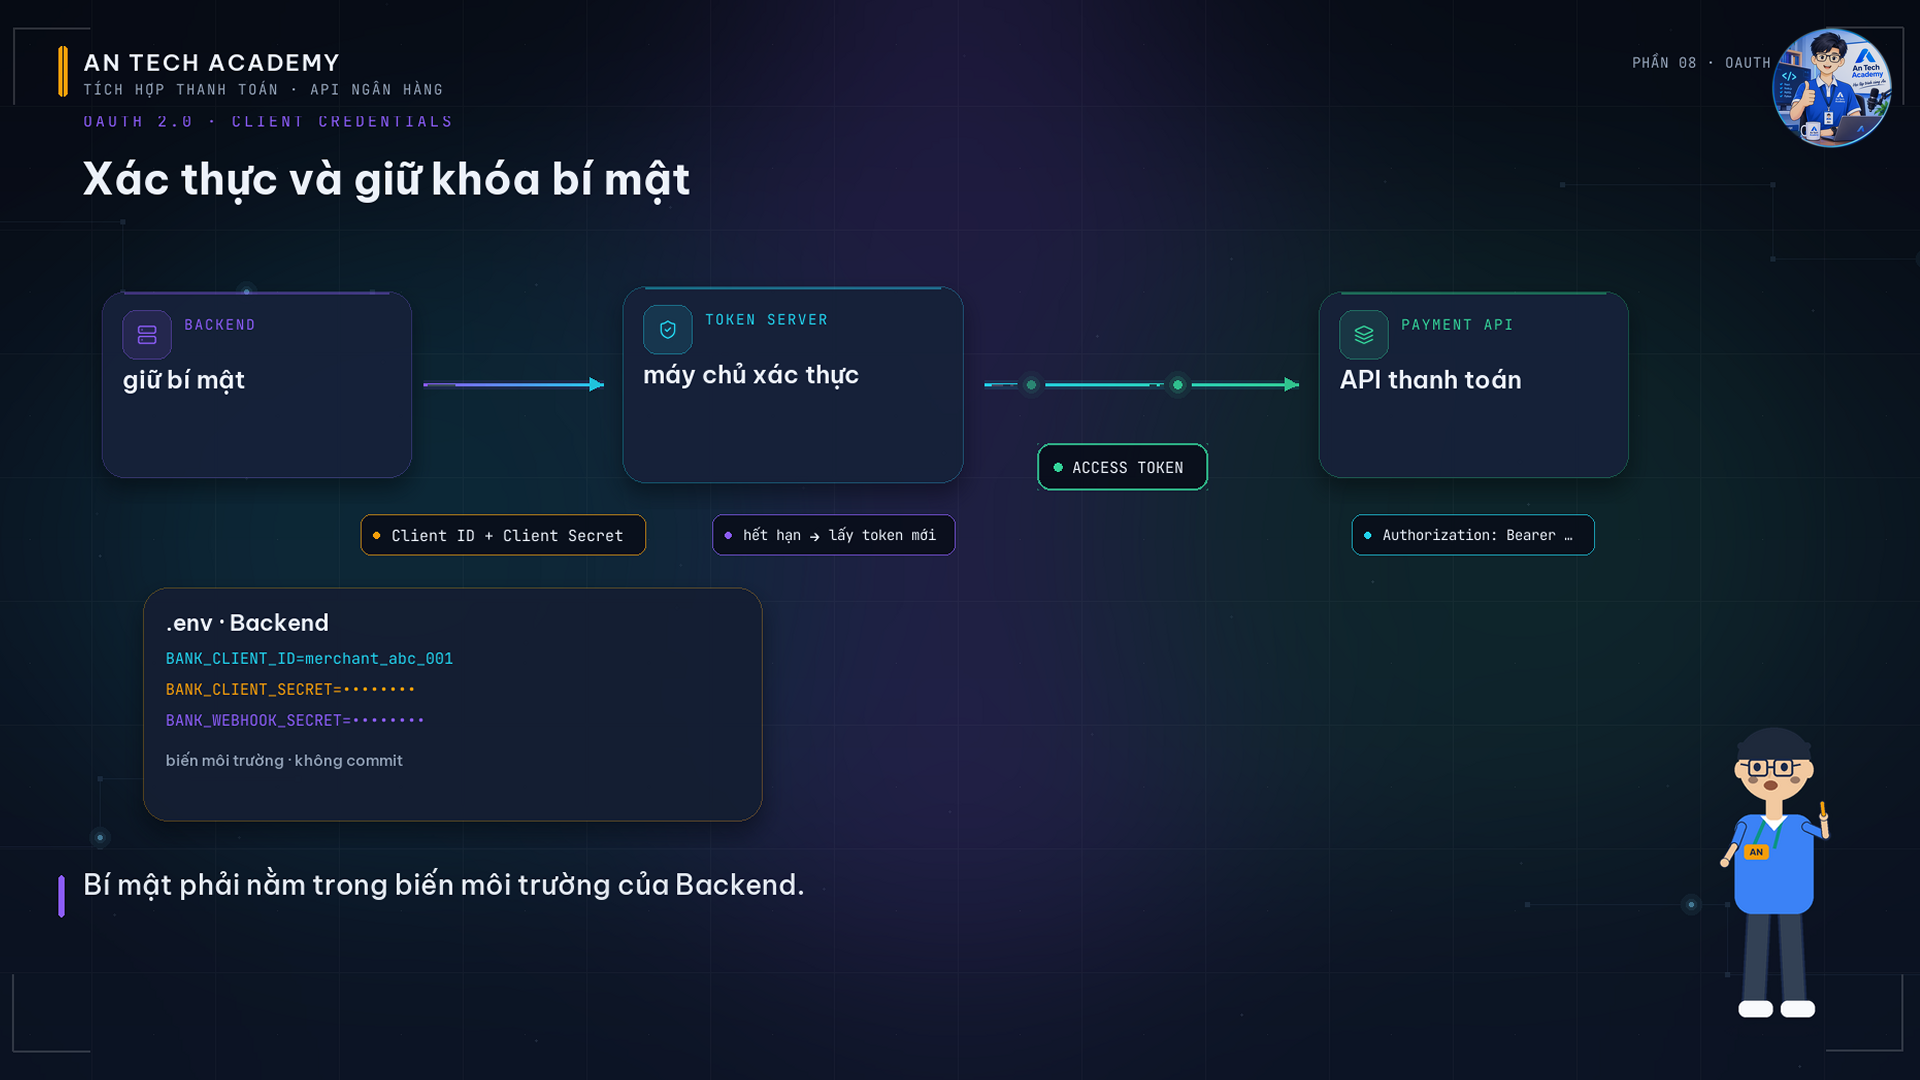 AN TECH ACADEMY
TÍCH HỢP THANH TOÁN · API NGÂN HÀNG
PHẦN 08 · OAUTH
An Tech
Academy
OAUTH 2.0 · CLIENT CREDENTIALS
Xác thực và giữ khóa bí mật
BACKEND
giữ bí mật
TOKEN SERVER
máy chủ xác thực
PAYMENT API
API thanh toán
ACCESS TOKEN
Client ID + Client Secret
hết hạn → lấy token mới
Authorization: Bearer …
.env · Backend
BANK_CLIENT_ID=merchant_abc_001
BANK_CLIENT_SECRET=••••••••
BANK_WEBHOOK_SECRET=••••••••
biến môi trường · không commit
AN
Bí mật phải nằm trong biến môi trường của Backend.